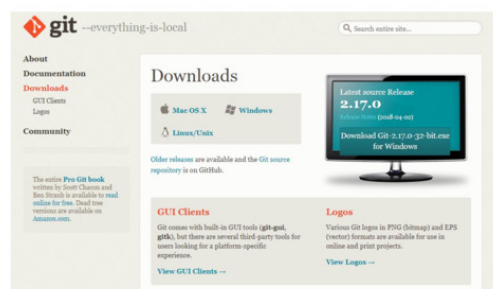 git --everything-is-local
Search entire site...
About
Documentation
Downloads
GUI Clients
Logos
Community
The entire Pro Git book
written by Scott Chacon and
Ben Straub is available to read
online for free. Dead tree
versions are available on
Amazon.com.
Downloads
Mac OS X
Windows
Linux/Unix
Older releases are available and the Git source
repository is on GitHub.
Latest source Release
2.17.0
Release Notes (2018-04-02)
Download Git-2.17.0-32-bit.exe
for Windows
GUI Clients
Git comes with built-in GUI tools (git-gui,
gitk), but there are several third-party tools for
users looking for a platform-specific
experience.
View GUI Clients →
Logos
Various Git logos in PNG (bitmap) and EPS
(vector) formats are available for use in
online and print projects.
View Logos →